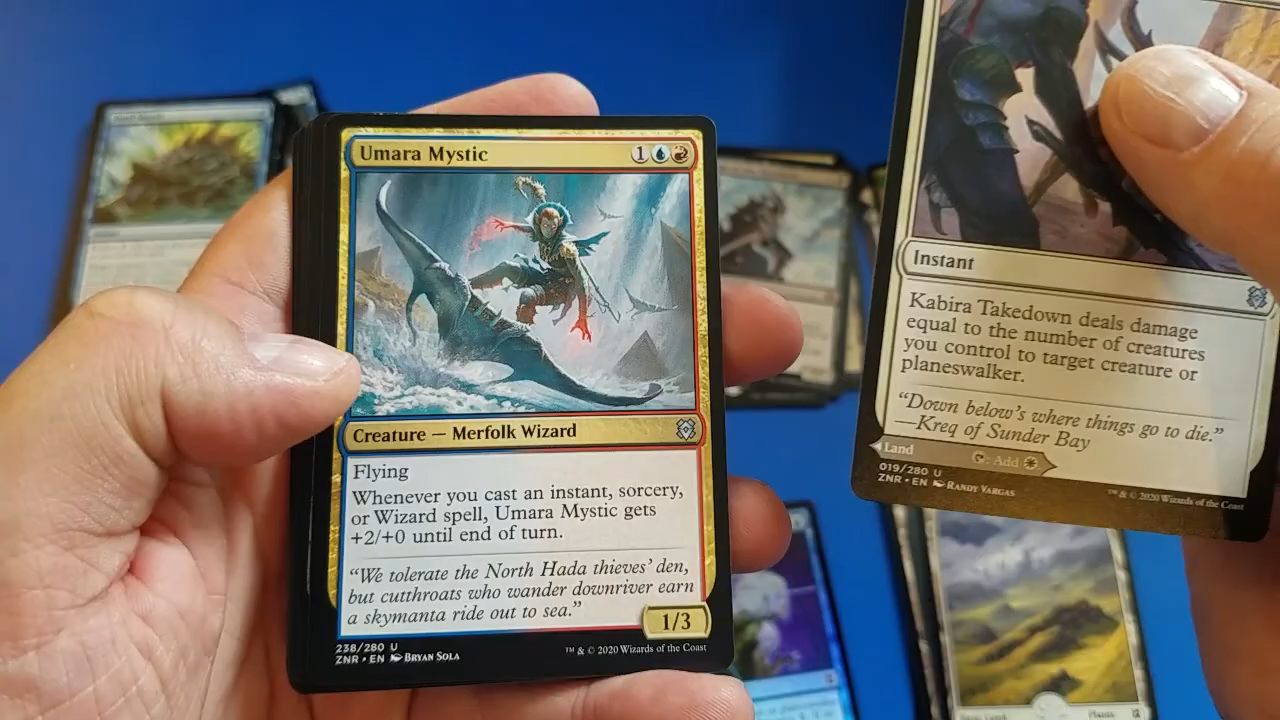 Umara Mystic
1
Creature — Merfolk Wizard
Flying
Whenever you cast an instant, sorcery,
or Wizard spell, Umara Mystic gets
+2/+0 until end of turn.
“We tolerate the North Hada thieves’ den,
but cutthroats who wander downriver earn
a skymanta ride out to sea.”
1/3
238/280 U
ZNR • EN BRYAN SOLA
™ & © 2020 Wizards of the Coast
Instant
Kabira Takedown deals damage
equal to the number of creatures
you control to target creature or
planeswalker.
“Down below’s where things go to die.”
—Kreq of Sunder Bay
Land
: Add
019/280 U
ZNR • EN RANDY VARGAS
™ & © 2020 Wizards of the Coast